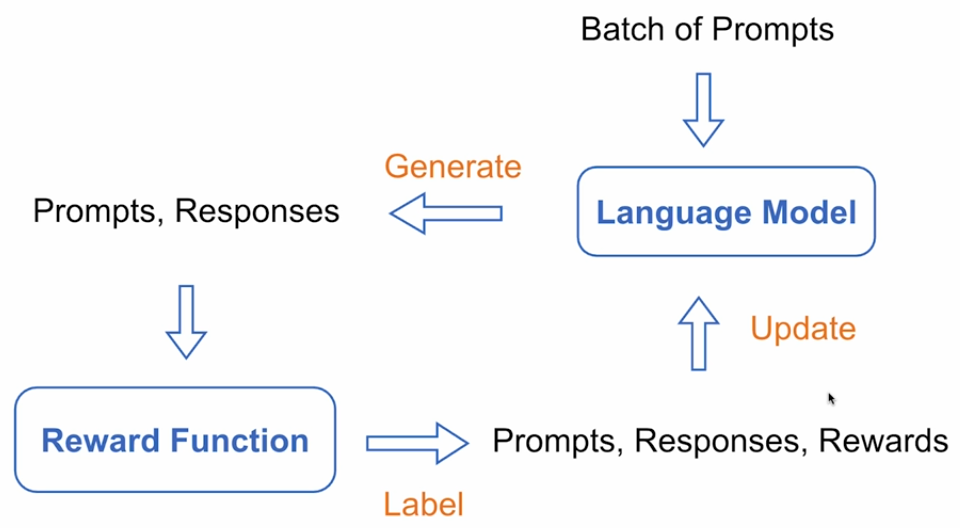 Batch of Prompts
Generate
Prompts, Responses
Language Model
Update
Reward Function
Prompts, Responses, Rewards
Label